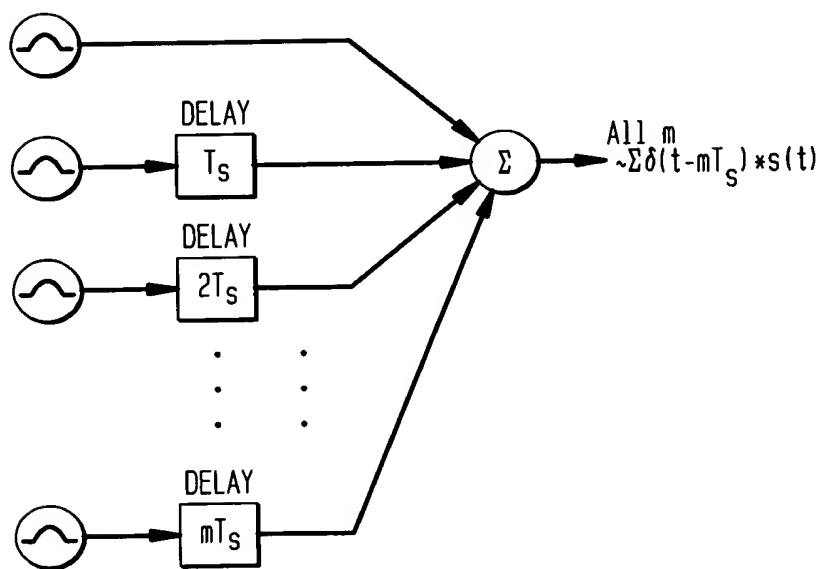 DELAY
T_S
Σ
All m
~Σδ(t-mT_S)*s(t)
DELAY
2T_S
DELAY
mT_S